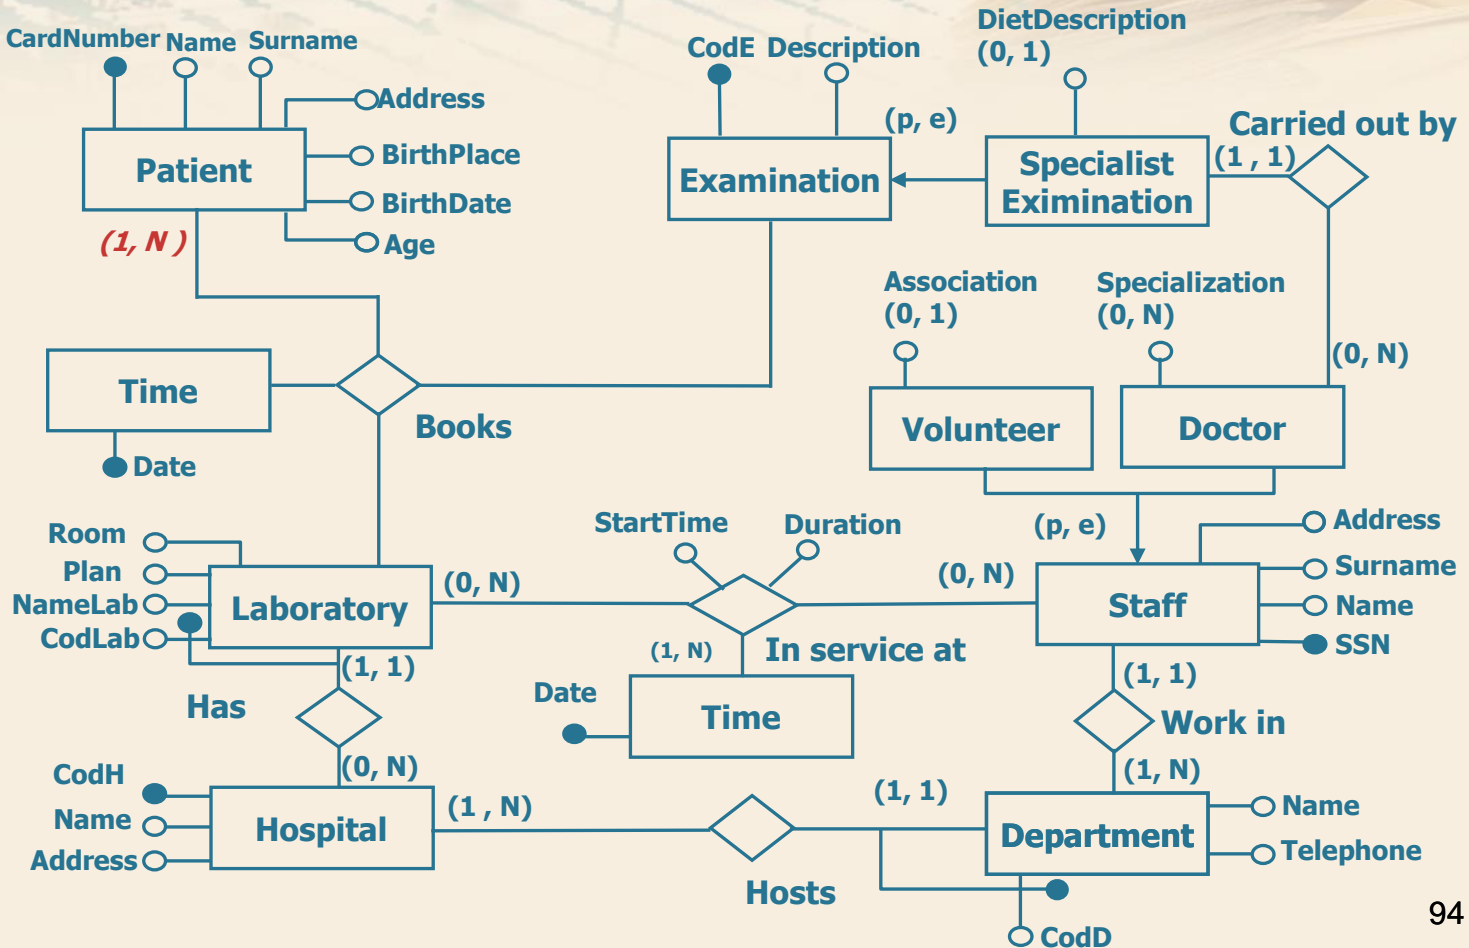 DietDescription
(0, 1)
CardNumber Name Surname
CodE Description
Address
(p, e)
Carried out by
Patient
BirthPlace
Examination
Specialist
Eximination
(1 , 1)
BirthDate
(1, N )
Age
Association
(0, 1)
Specialization
(0, N)
(0, N)
Time
Books
Volunteer
Doctor
Date
StartTime
Duration
(p, e)
Address
Room
Plan
NameLab
CodLab
Laboratory
(0, N)
(0, N)
Staff
Surname
Name
SSN
(1, 1)
(1, N)
In service at
(1, 1)
Has
Date
Time
Work in
(0, N)
(1, N)
CodH
Name
Address
Hospital
(1 , N)
(1, 1)
Department
Name
Telephone
Hosts
CodD
94